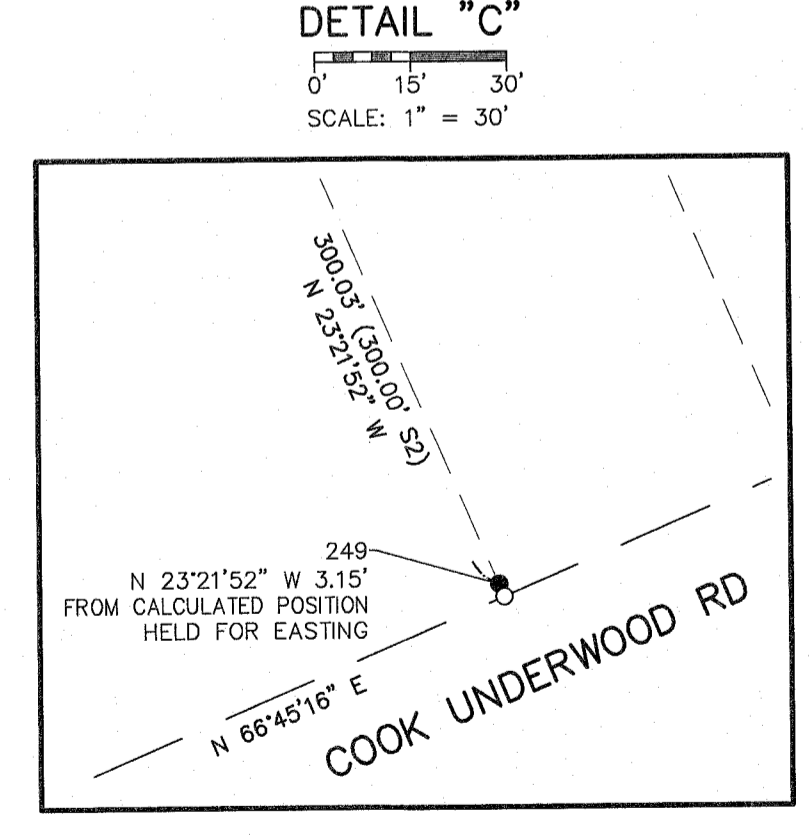 DETAIL "C"
0' 15' 30'
SCALE: 1" = 30'
300.03' (300.00' S2)
N 23°21'52" W
249
N 23°21'52" W 3.15'
FROM CALCULATED POSITION
HELD FOR EASTING
N 66°45'16" E
COOK UNDERWOOD RD